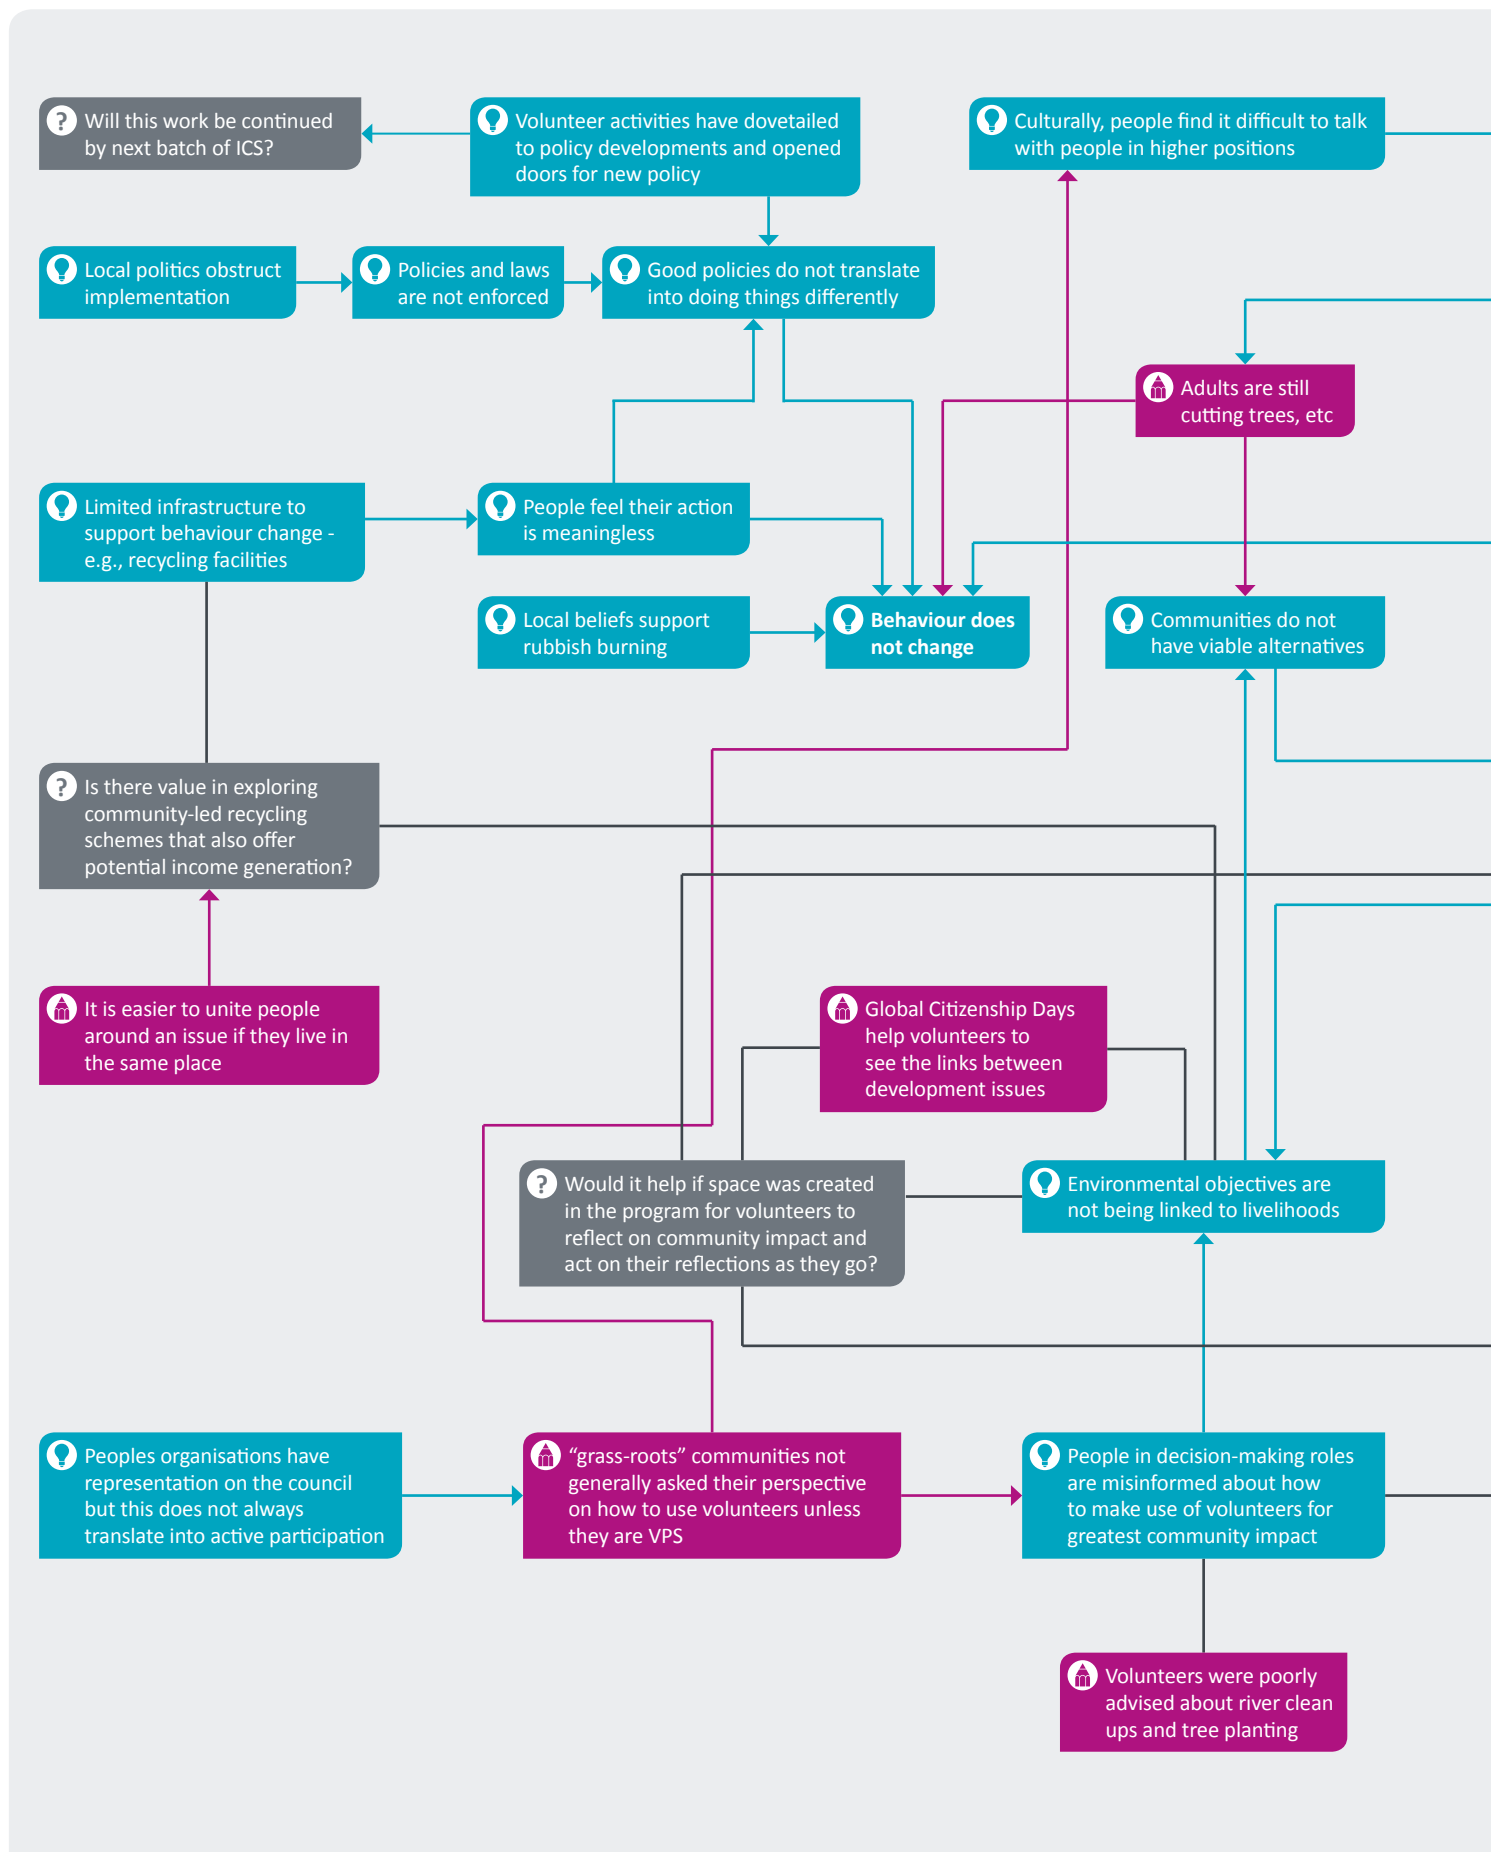 ? Will this work be continued
by next batch of ICS?
Volunteer activities have dovetailed
to policy developments and opened
doors for new policy
Culturally, people find it difficult to talk
with people in higher positions
Local politics obstruct
implementation
Policies and laws
are not enforced
Good policies do not translate
into doing things differently
Adults are still
cutting trees, etc
Limited infrastructure to
support behaviour change -
e.g., recycling facilities
People feel their action
is meaningless
Local beliefs support
rubbish burning
Behaviour does
not change
Communities do not
have viable alternatives
? Is there value in exploring
community-led recycling
schemes that also offer
potential income generation?
It is easier to unite people
around an issue if they live in
the same place
Global Citizenship Days
help volunteers to
see the links between
development issues
? Would it help if space was created
in the program for volunteers to
reflect on community impact and
act on their reflections as they go?
Environmental objectives are
not being linked to livelihoods
Peoples organisations have
representation on the council
but this does not always
translate into active participation
“grass-roots” communities not
generally asked their perspective
on how to use volunteers unless
they are VPS
People in decision-making roles
are misinformed about how
to make use of volunteers for
greatest community impact
Volunteers were poorly
advised about river clean
ups and tree planting